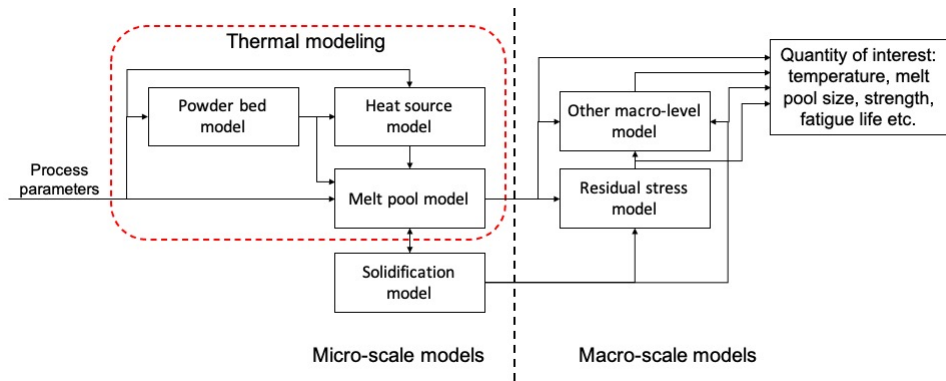 Thermal modeling
Quantity of interest:
temperature, melt
pool size, strength,
fatigue life etc.
Powder bed
model
Heat source
model
Other macro-level
model
Process
parameters
Melt pool model
Residual stress
model
Solidification
model
Micro-scale models
Macro-scale models